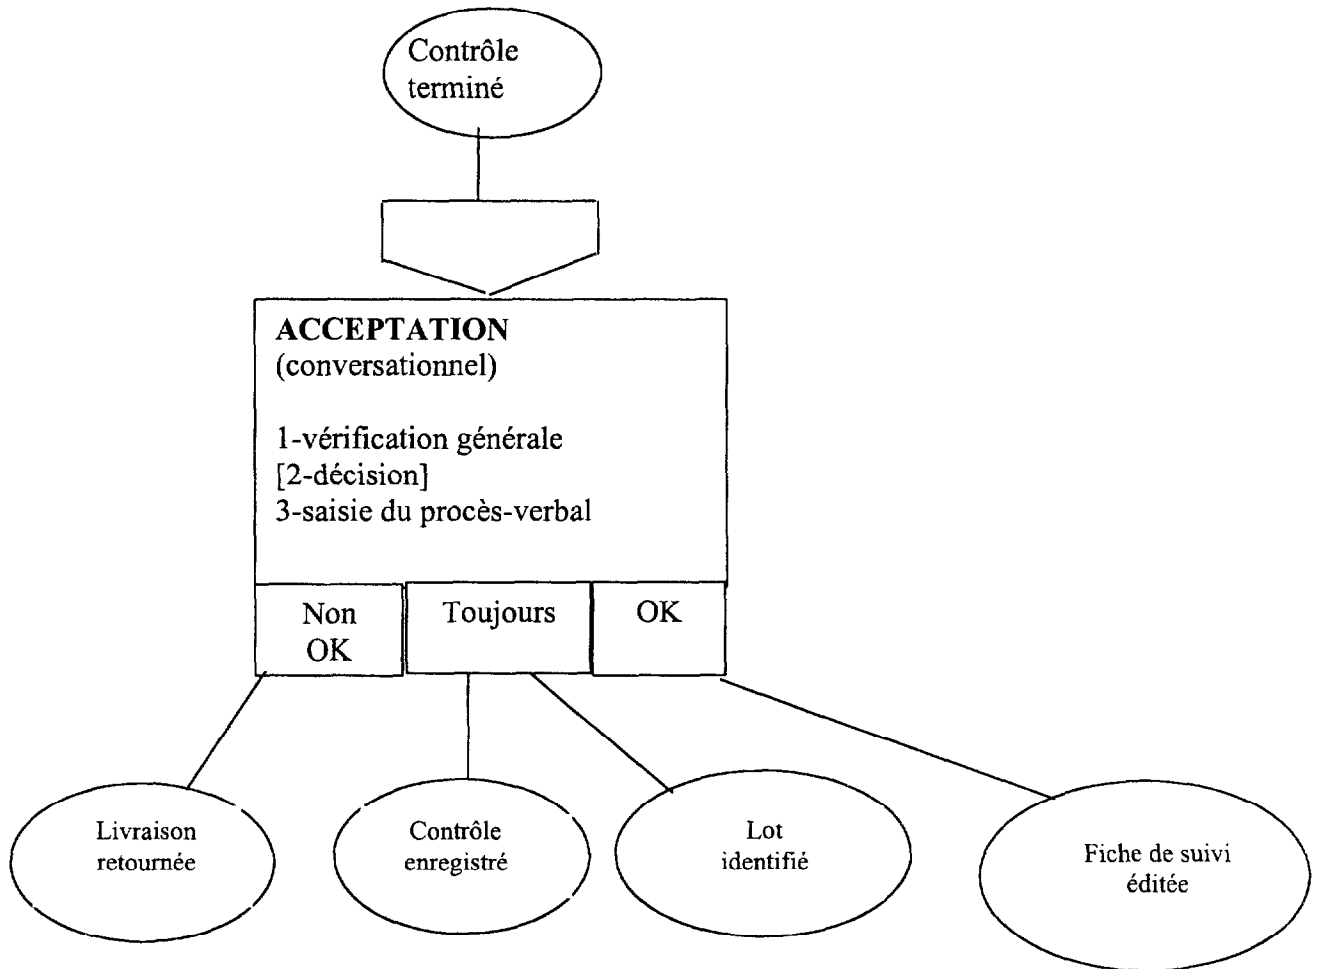 Contrôle
terminé
ACCEPTATION
(conversationnel)
1-vérification générale
[2-décision]
3-saisie du procès-verbal
Non
OK
Toujours
OK
Livraison
retournée
Contrôle
enregistré
Lot
identifié
Fiche de suivi
éditée